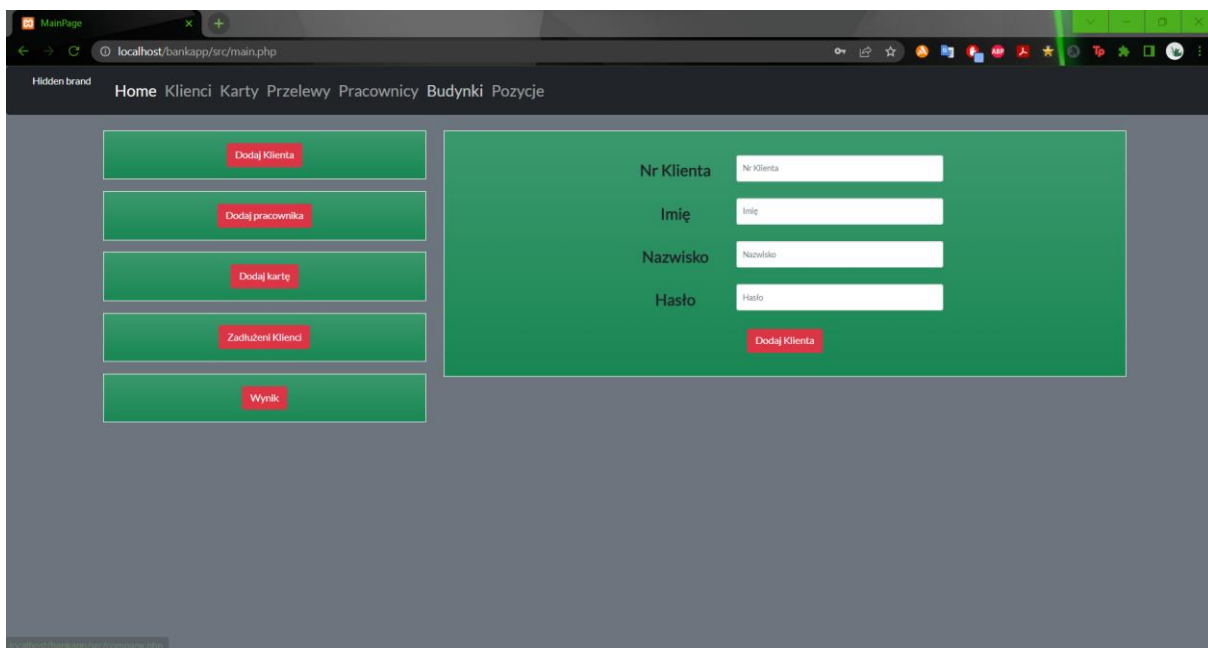 MainPage
localhost/bankapp/src/main.php
Hidden brand
Home Klienci Karty Przelewy Pracownicy Budynki Pozycje
Dodaj Klienta
Dodaj pracownika
Dodaj kartę
Zadłużeni Klienci
Wynik
Nr Klienta Nr Klienta
Imię Imię
Nazwisko Nazwisko
Hasło Hasło
Dodaj Klienta